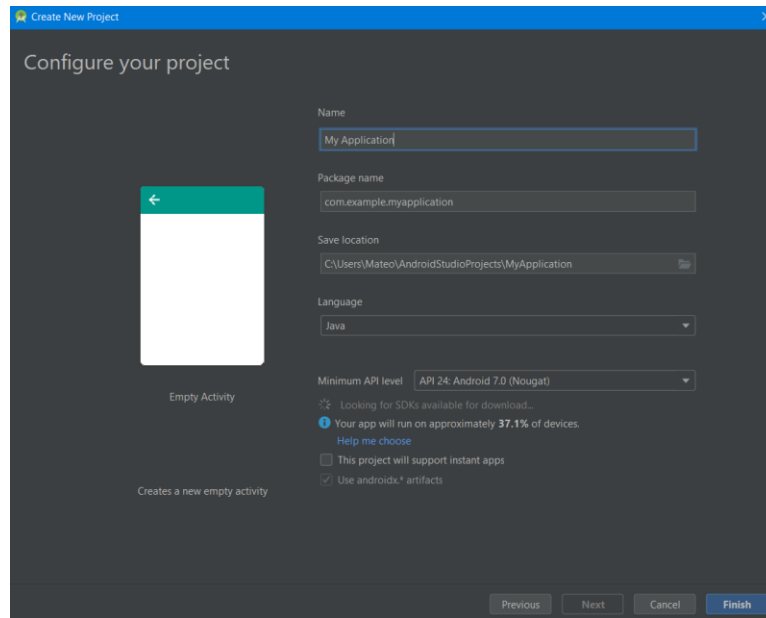 Create New Project
Configure your project
Name
My Application
Package name
com.example.myapplication
Save location
C:\Users\Mateo\AndroidStudioProjects\MyApplication
Language
Java
Empty Activity
Creates a new empty activity
Minimum API level API 24: Android 7.0 (Nougat)
Looking for SDKs available for download...
Your app will run on approximately 37.1% of devices.
Help me choose
This project will support instant apps
Use androidx.* artifacts
Previous Next Cancel Finish